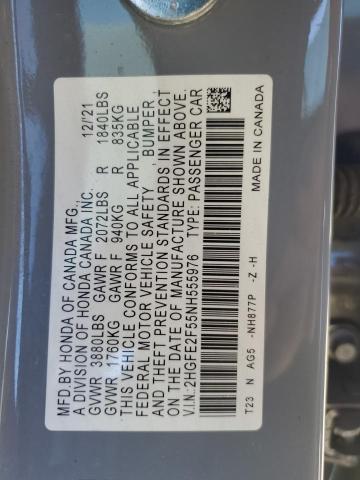 MFD.BY HONDA OF CANADA MFG.,
A DIVISION OF HONDA CANADA INC. 12/'21
GVWR 3880LBS GAWR F 2072LBS R 1840LBS
GVWR 1760KG GAWR F 940KG R 835KG
THIS VEHICLE CONFORMS TO ALL APPLICABLE
FEDERAL MOTOR VEHICLE SAFETY, BUMPER,
AND THEFT PREVENTION STANDARDS IN EFFECT
ON THE DATE OF MANUFACTURE SHOWN ABOVE.
V.I.N.:2HGFE2F55NH555976 TYPE: PASSENGER CAR
T23 N AG5 -NH877P -Z -H MADE IN CANADA